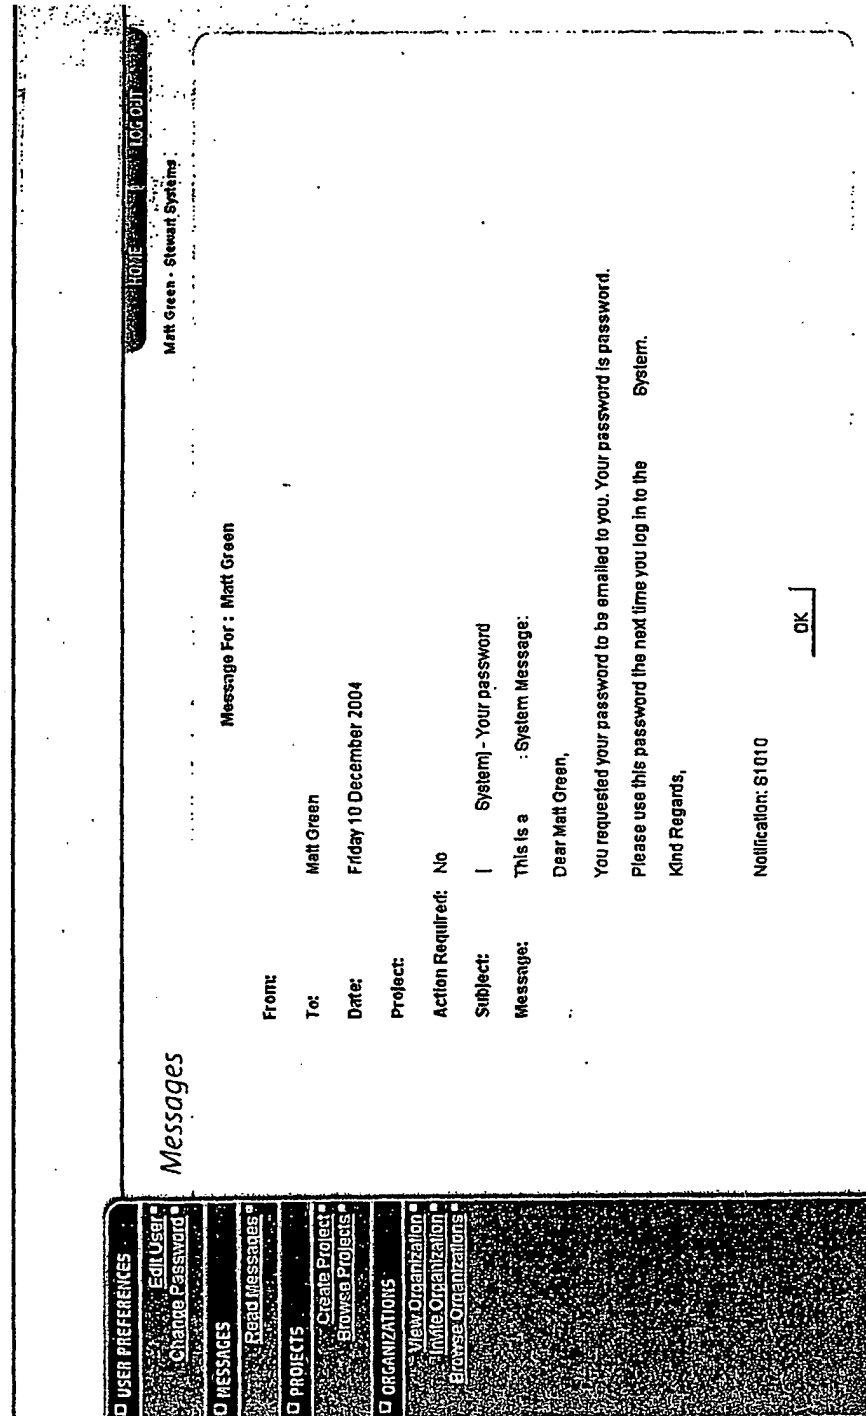 HOME LOG OUT
Matt Green - Stewart Systems
USER PREFERENCES
Edit User
Change Password
MESSAGES
Read Messages
PROJECTS
Create Project
Browse Projects
ORGANIZATIONS
View Organization
Invite Organization
Browse Organizations
Messages
Message For : Matt Green
From:
To: Matt Green
Date: Friday 10 December 2004
Project:
Action Required: No
Subject: [ System] - Your password
Message: This is a : System Message:
Dear Matt Green,
You requested your password to be emailed to you. Your password is password.
Please use this password the next time you log in to the System.
Kind Regards,
Notification: S1010
OK